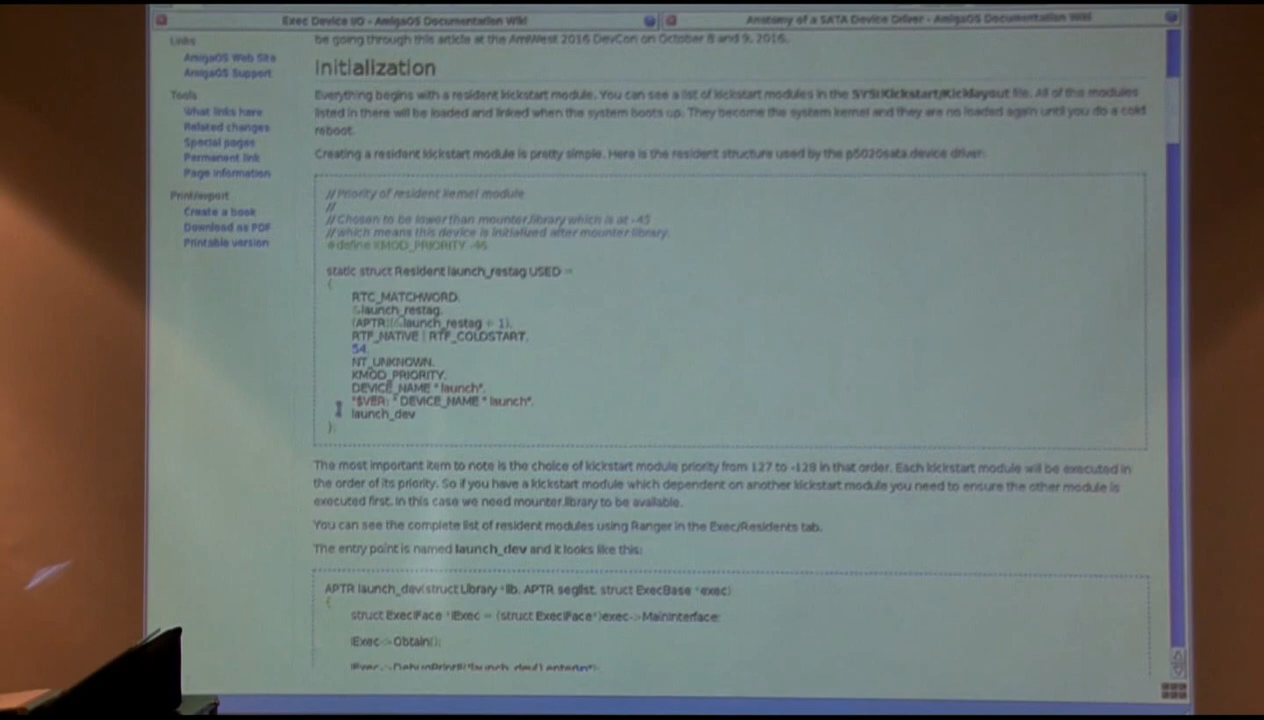 Exec Device I/O - AmigaOS Documentation Wiki
Anatomy of a SATA Device Driver - AmigaOS Documentation Wiki
Links
AmigaOS Web Site
AmigaOS Support
Tools
What links here
Related changes
Special pages
Permanent link
Page information
Print/export
Create a book
Download as PDF
Printable version
be going through this article at the AmiWest 2016 DevCon on October 8 and 9, 2016.
Initialization
Everything begins with a resident kickstart module. You can see a list of kickstart modules in the SYS:Kickstart/Kicklayout file. All of the modules
listed in there will be loaded and linked when the system boots up. They become the system kernel and they are no loaded again until you do a cold
reboot.
Creating a resident kickstart module is pretty simple. Here is the resident structure used by the p5020sata.device driver:
// Priority of resident kernel module
//
// Chosen to be lower than mounter.library which is at -45
// which means this device is initialized after mounter library.
#define KMOD_PRIORITY -46
static struct Resident launch_restag USED =
{
RTC_MATCHWORD,
&launch_restag,
(APTR)(&launch_restag + 1),
RTF_NATIVE | RTF_COLDSTART,
54,
NT_UNKNOWN,
KMOD_PRIORITY,
DEVICE_NAME " launch",
"$VER: " DEVICE_NAME " launch",
launch_dev
};
The most important item to note is the choice of kickstart module priority from 127 to -128 in that order. Each kickstart module will be executed in
the order of its priority. So if you have a kickstart module which dependent on another kickstart module you need to ensure the other module is
executed first. In this case we need mounter.library to be available.
You can see the complete list of resident modules using Ranger in the Exec/Residents tab.
The entry point is named launch_dev and it looks like this:
APTR launch_dev(struct Library *lib, APTR seglist, struct ExecBase *exec)
{
struct ExecIFace *IExec = (struct ExecIFace*)exec->MainInterface;
IExec->Obtain();
IExec->DebugPrintF("launch_dev() enter\n");